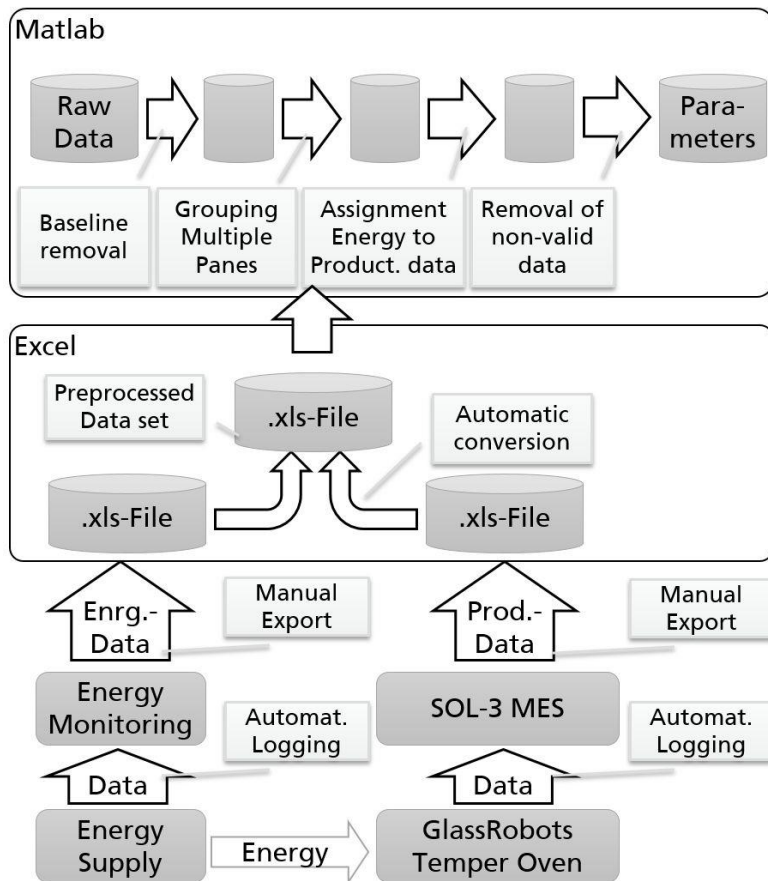 Matlab
Raw
Data
Para-
meters
Baseline
removal
Grouping
Multiple
Panes
Assignment
Energy to
Product. data
Removal of
non-valid
data
Excel
Preprocessed
Data set
.xls-File
Automatic
conversion
.xls-File
.xls-File
Enrg.-
Data
Manual
Export
Prod.-
Data
Manual
Export
Energy
Monitoring
Automat.
Logging
SOL-3 MES
Automat.
Logging
Data
Data
Energy
Supply
Energy
GlassRobots
Temper Oven